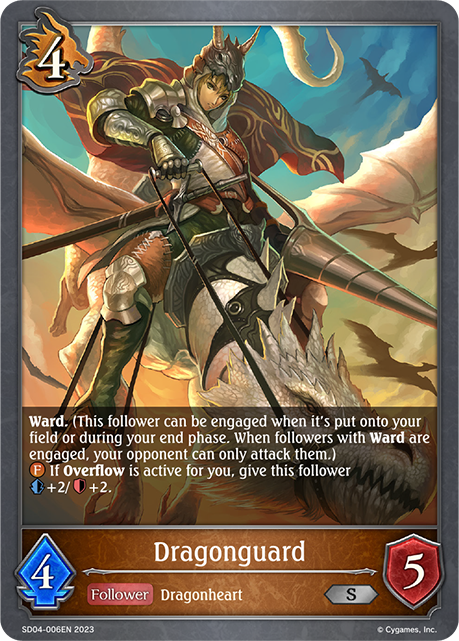 4
Ward. (This follower can be engaged when it's put onto your
field or during your end phase. When followers with Ward are
engaged, your opponent can only attack them.)
F If Overflow is active for you, give this follower
+2/ +2.
Dragonguard
4
Follower Dragonheart
S
5
SD04-006EN 2023
© Cygames, Inc.